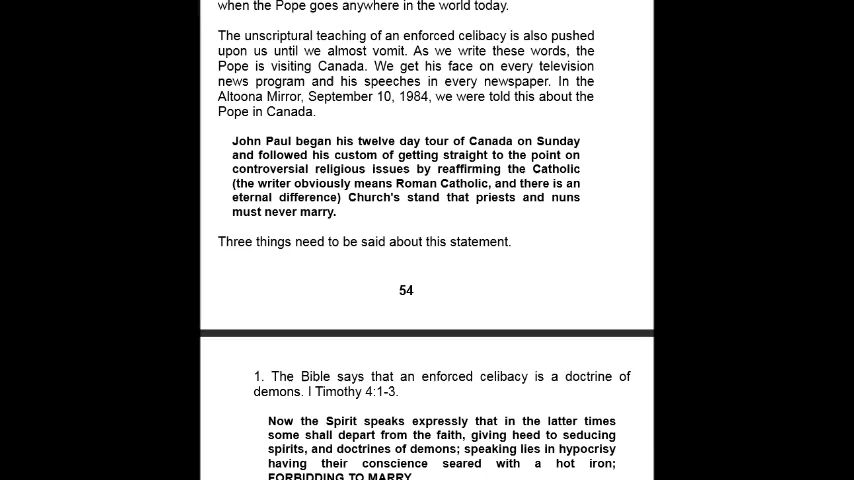 when the Pope goes anywhere in the world today.
The unscriptural teaching of an enforced celibacy is also pushed
upon us until we almost vomit. As we write these words, the
Pope is visiting Canada. We get his face on every television
news program and his speeches in every newspaper. In the
Altoona Mirror, September 10, 1984, we were told this about the
Pope in Canada.
John Paul began his twelve day tour of Canada on Sunday
and followed his custom of getting straight to the point on
controversial religious issues by reaffirming the Catholic
(the writer obviously means Roman Catholic, and there is an
eternal difference) Church's stand that priests and nuns
must never marry.
Three things need to be said about this statement.
54
1. The Bible says that an enforced celibacy is a doctrine of
demons. I Timothy 4:1-3.
Now the Spirit speaks expressly that in the latter times
some shall depart from the faith, giving heed to seducing
spirits, and doctrines of demons; speaking lies in hypocrisy
having their conscience seared with a hot iron;
FORBIDDING TO MARRY